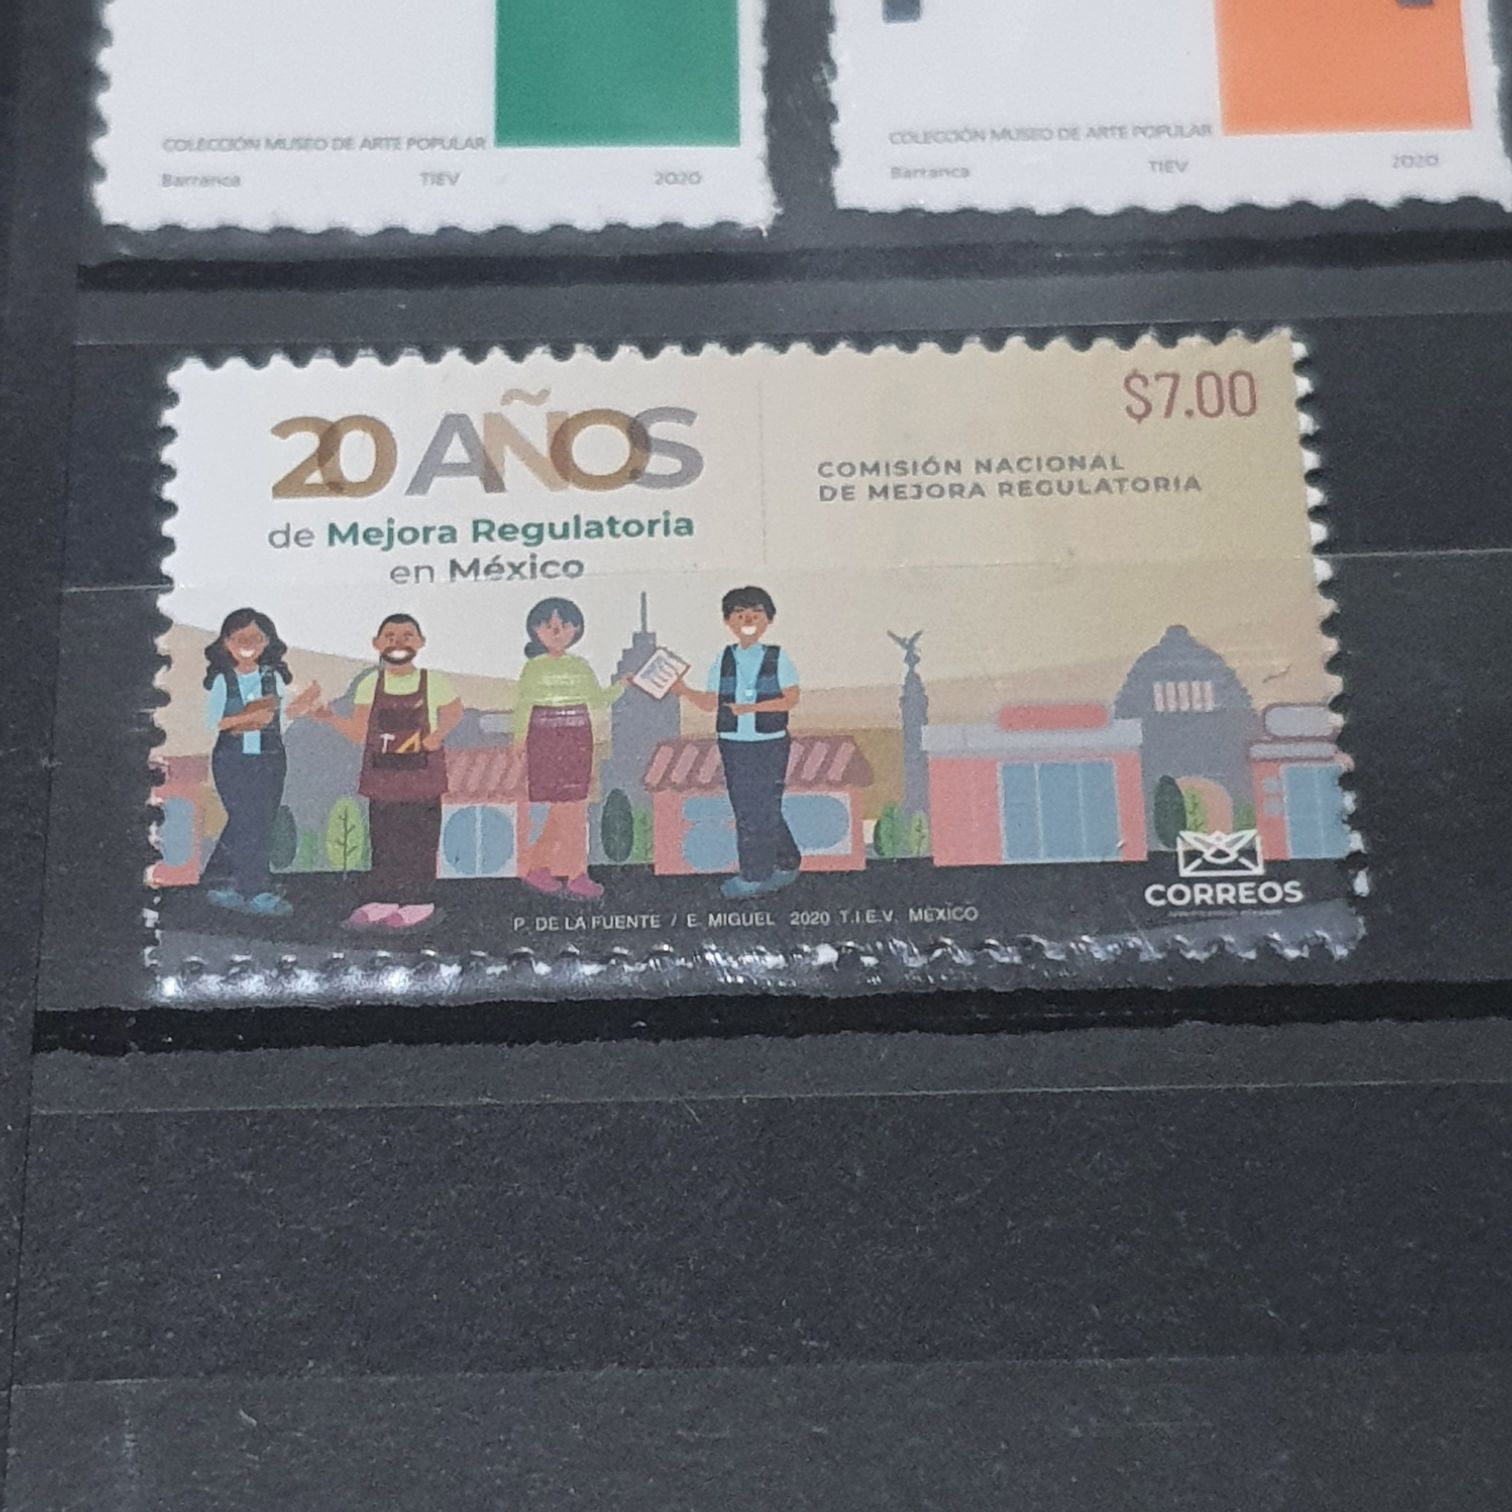 COLECCIÓN MUSEO DE ARTE POPULAR
Barranca TIEV 2020
COLECCIÓN MUSEO DE ARTE POPULAR
Barranca TIEV 2020
$7.00
20 AÑOS
de Mejora Regulatoria
en México
COMISIÓN NACIONAL
DE MEJORA REGULATORIA
CORREOS
P. DE LA FUENTE / E. MIGUEL 2020 T.I.E.V. MÉXICO